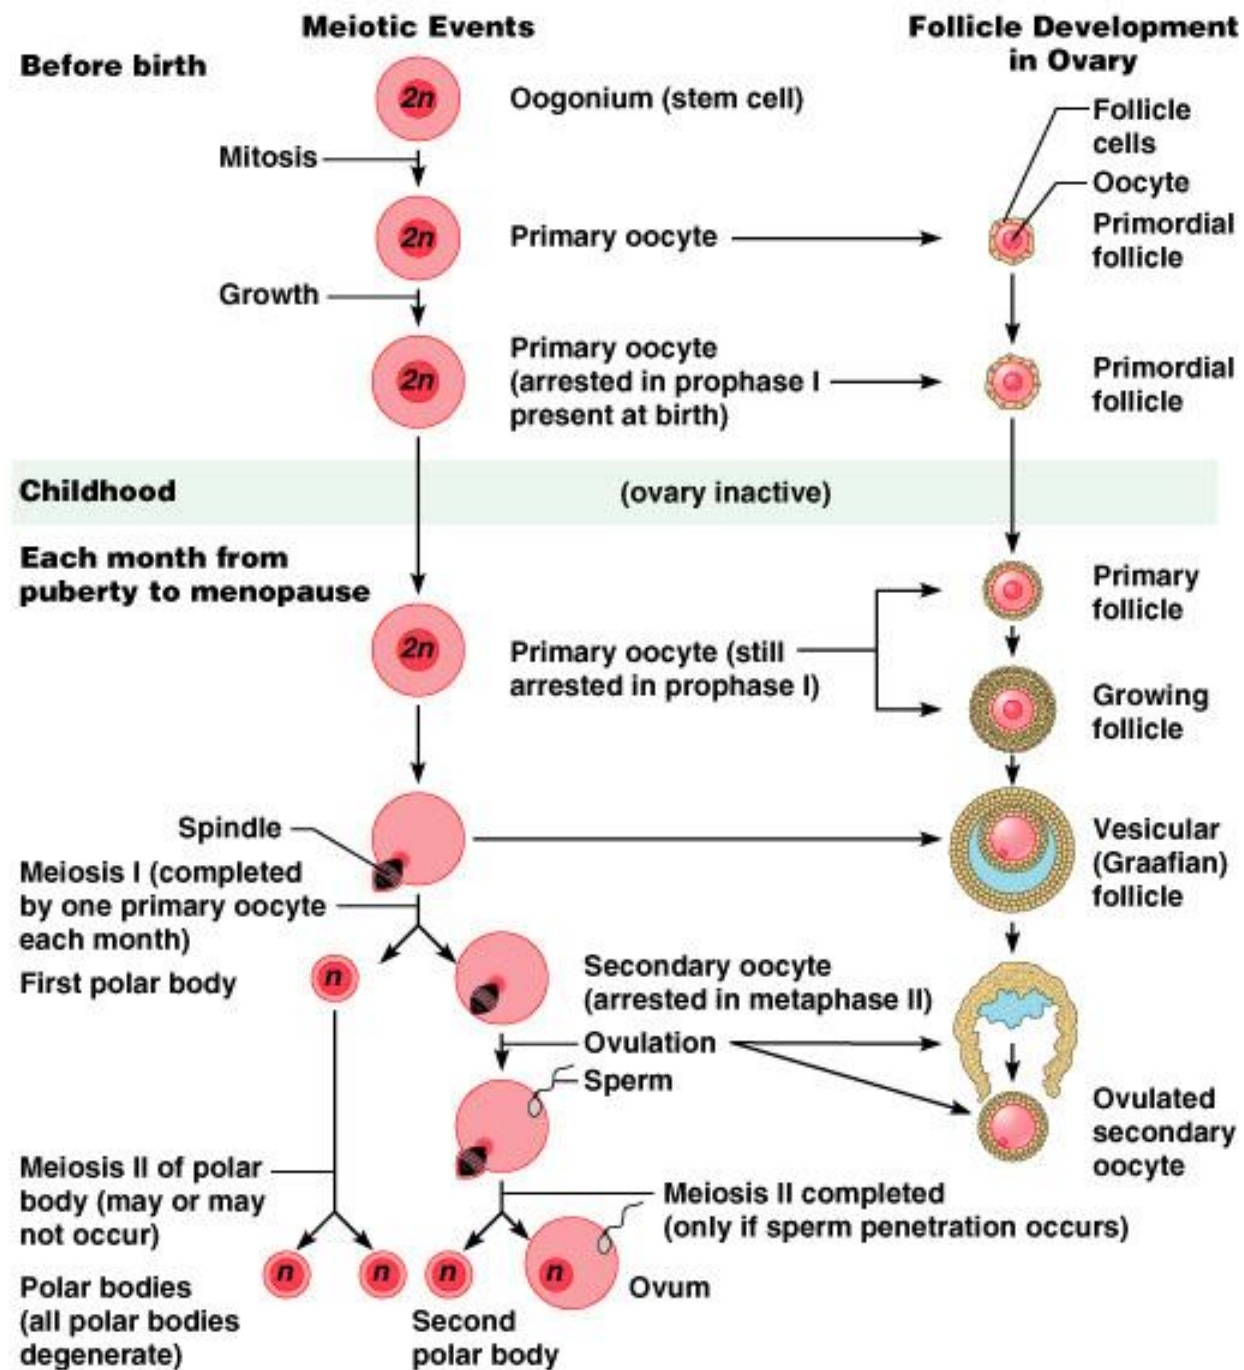 Meiotic Events
Follicle Development
in Ovary
Before birth
2n
Oogonium (stem cell)
Follicle
cells
Mitosis
Oocyte
2n
Primary oocyte
Primordial
follicle
Growth
2n
Primary oocyte
(arrested in prophase I
present at birth)
Primordial
follicle
Childhood
(ovary inactive)
Each month from
puberty to menopause
2n
Primary oocyte (still
arrested in prophase I)
Primary
follicle
Growing
follicle
Spindle
Vesicular
(Graafian)
follicle
Meiosis I (completed
by one primary oocyte
each month)
First polar body
n
Secondary oocyte
(arrested in metaphase II)
Ovulation
Sperm
Ovulated
secondary
oocyte
Meiosis II of polar
body (may or may
not occur)
Meiosis II completed
(only if sperm penetration occurs)
n
n
n
n
Polar bodies
(all polar bodies
degenerate)
Second
polar body
Ovum